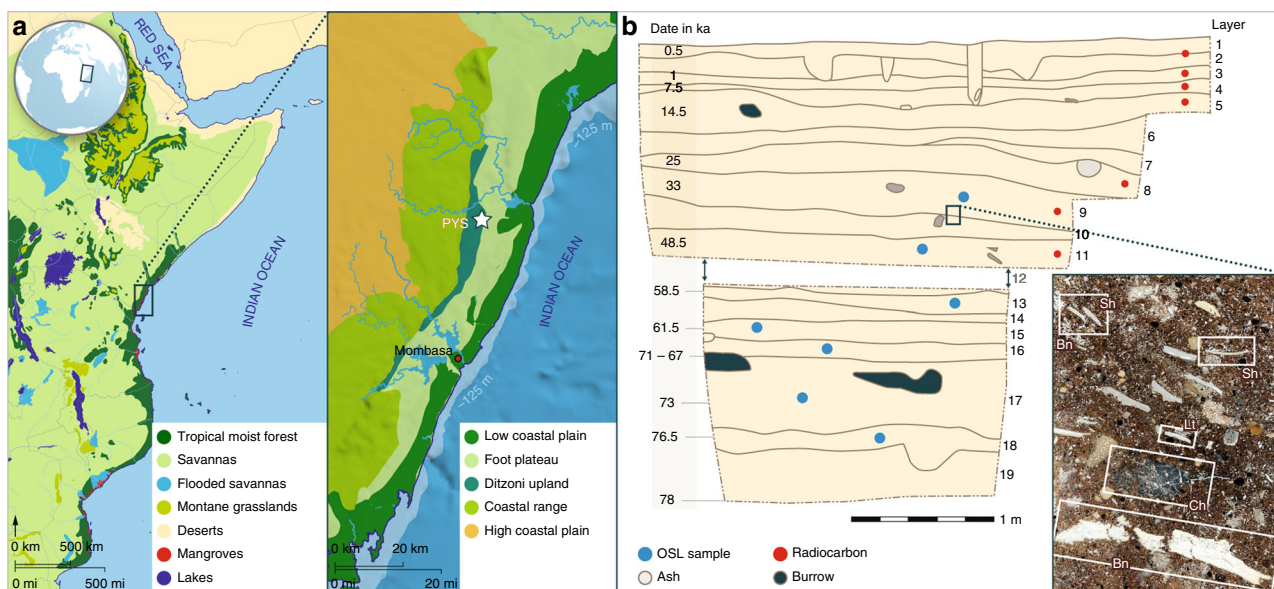 a
RED SEA
INDIAN OCEAN
Tropical moist forest
Savannas
Flooded savannas
Montane grasslands
Deserts
Mangroves
Lakes
0 km 500 km
0 mi 500 mi
−125 m
PYS
INDIAN OCEAN
Mombasa
−125 m
Low coastal plain
Foot plateau
Ditzoni upland
Coastal range
High coastal plain
0 km 20 km
0 mi 20 mi
b
Date in ka
Layer
0.5
1
7.5
14.5
25
33
48.5
58.5
61.5
71 – 67
73
76.5
78
1
2
3
4
5
6
7
8
9
10
11
12
13
14
15
16
17
18
19
1 m
OSL sample
Radiocarbon
Ash
Burrow
Sh
Bn
Sh
Lt
Ch
Bn